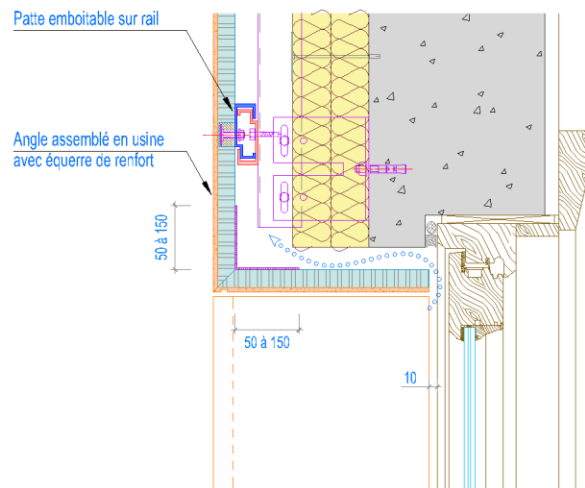 Patte emboitable sur rail
Angle assemblé en usine
avec équerre de renfort
50 à 150
50 à 150
10